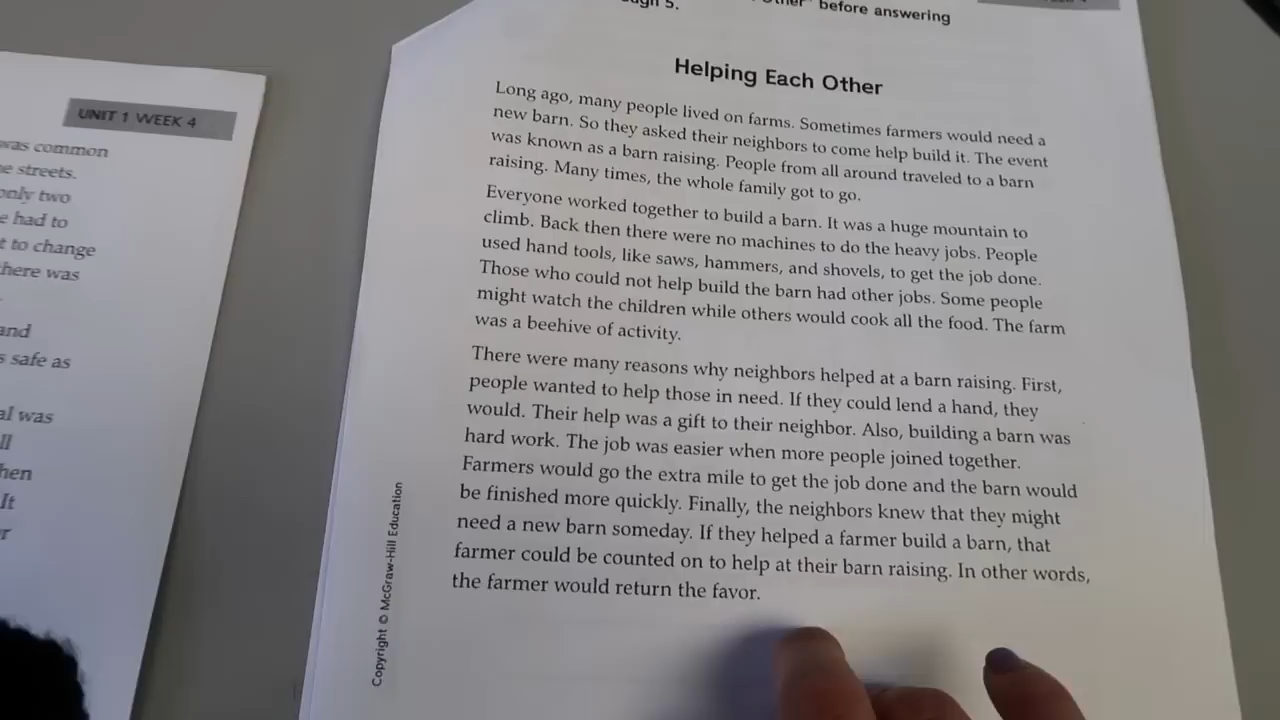 UNIT 1 WEEK 4
was common
streets.
only two
had to
to change
there was
and
safe as
was
It
Other" before answering
5.
Helping Each Other
Long ago, many people lived on farms. Sometimes farmers would need a
new barn. So they asked their neighbors to come help build it. The event
was known as a barn raising. People from all around traveled to a barn
raising. Many times, the whole family got to go.
Everyone worked together to build a barn. It was a huge mountain to
climb. Back then there were no machines to do the heavy jobs. People
used hand tools, like saws, hammers, and shovels, to get the job done.
Those who could not help build the barn had other jobs. Some people
might watch the children while others would cook all the food. The farm
was a beehive of activity.
There were many reasons why neighbors helped at a barn raising. First,
people wanted to help those in need. If they could lend a hand, they
would. Their help was a gift to their neighbor. Also, building a barn was
hard work. The job was easier when more people joined together.
Farmers would go the extra mile to get the job done and the barn would
be finished more quickly. Finally, the neighbors knew that they might
need a new barn someday. If they helped a farmer build a barn, that
farmer could be counted on to help at their barn raising. In other words,
the farmer would return the favor.
Copyright © McGraw-Hill Education